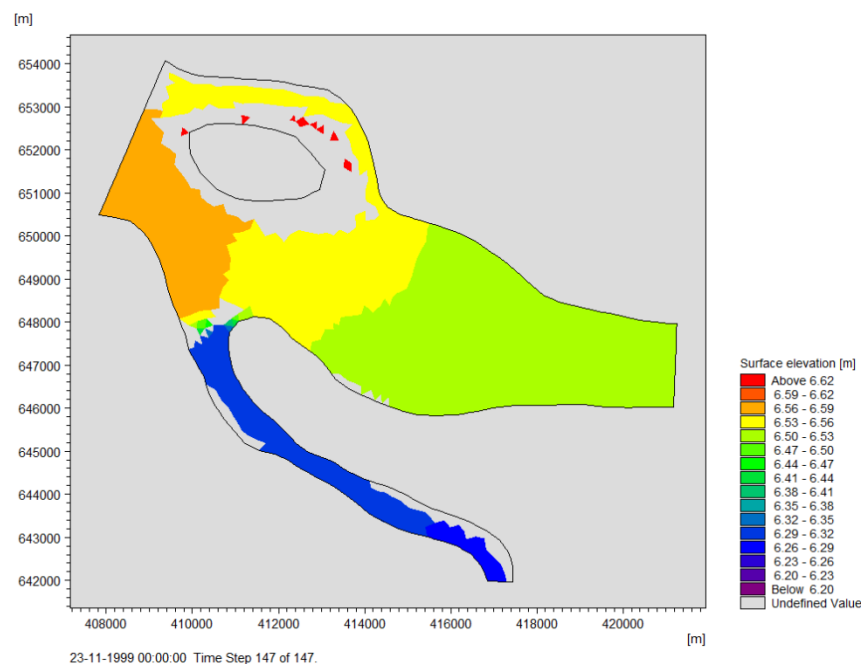 [m]
654000
653000
652000
651000
650000
649000
648000
647000
646000
645000
644000
643000
642000
408000 410000 412000 414000 416000 418000 420000
[m]
23-11-1999 00:00:00 Time Step 147 of 147.
Surface elevation [m]
Above 6.62
6.59 - 6.62
6.56 - 6.59
6.53 - 6.56
6.50 - 6.53
6.47 - 6.50
6.44 - 6.47
6.41 - 6.44
6.38 - 6.41
6.35 - 6.38
6.32 - 6.35
6.29 - 6.32
6.26 - 6.29
6.23 - 6.26
6.20 - 6.23
Below 6.20
Undefined Value